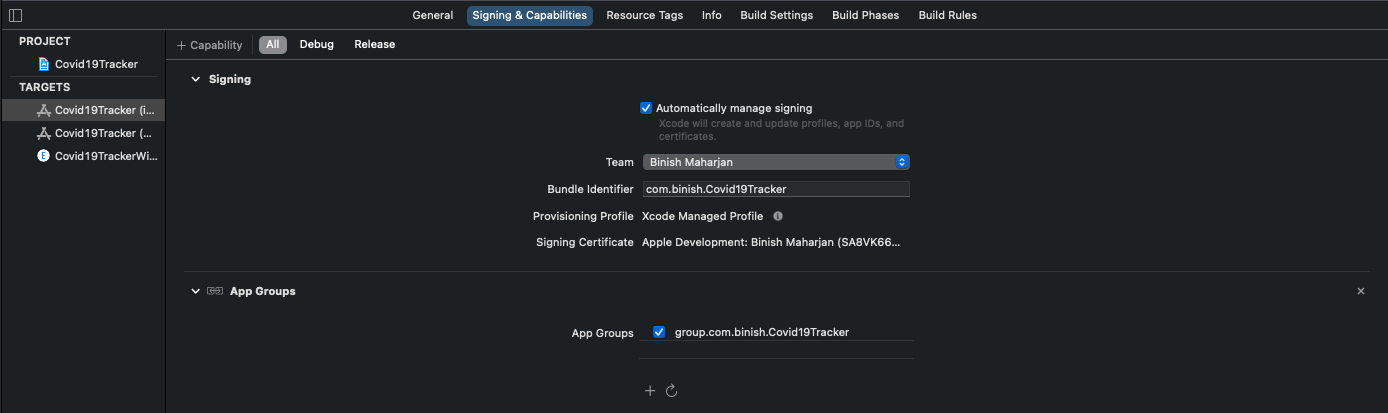 General Signing & Capabilities Resource Tags Info Build Settings Build Phases Build Rules
PROJECT
Covid19Tracker
TARGETS
Covid19Tracker (i...
Covid19Tracker (...
E Covid19TrackerWi...
+ Capability All Debug Release
Signing
Automatically manage signing
Xcode will create and update profiles, app IDs, and
certificates.
Team Binish Maharjan
Bundle Identifier com.binish.Covid19Tracker
Provisioning Profile Xcode Managed Profile
Signing Certificate Apple Development: Binish Maharjan (SA8VK66...
App Groups
App Groups group.com.binish.Covid19Tracker